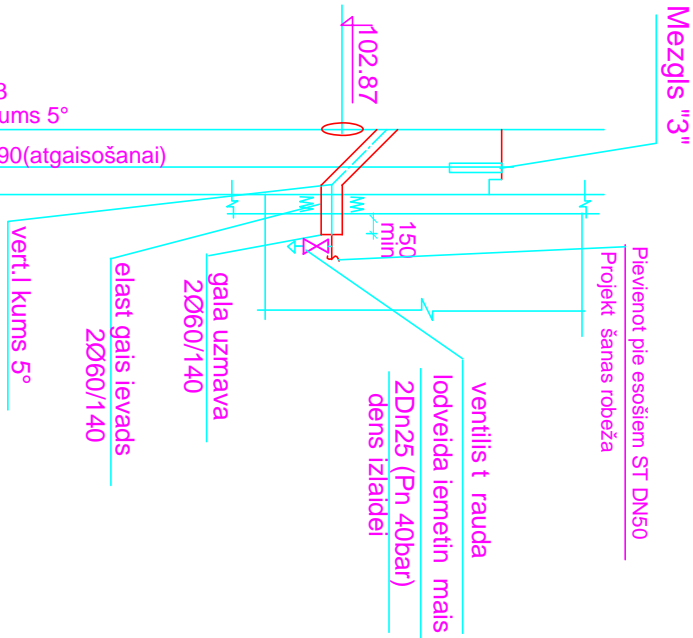 Mezgls "3"
102.87
3
ums 5°
90(atgaisošanai)
150
min
Pievienot pie esošiem ST DN50
Projekt šanas robeža
ventilis t rauda
lodveida iemetin mais
2Dn25 (Pn 40bar)
dens izlaidei
gala uzmava
2Ø60/140
elast gais ievads
2Ø60/140
vert.l kums 5°